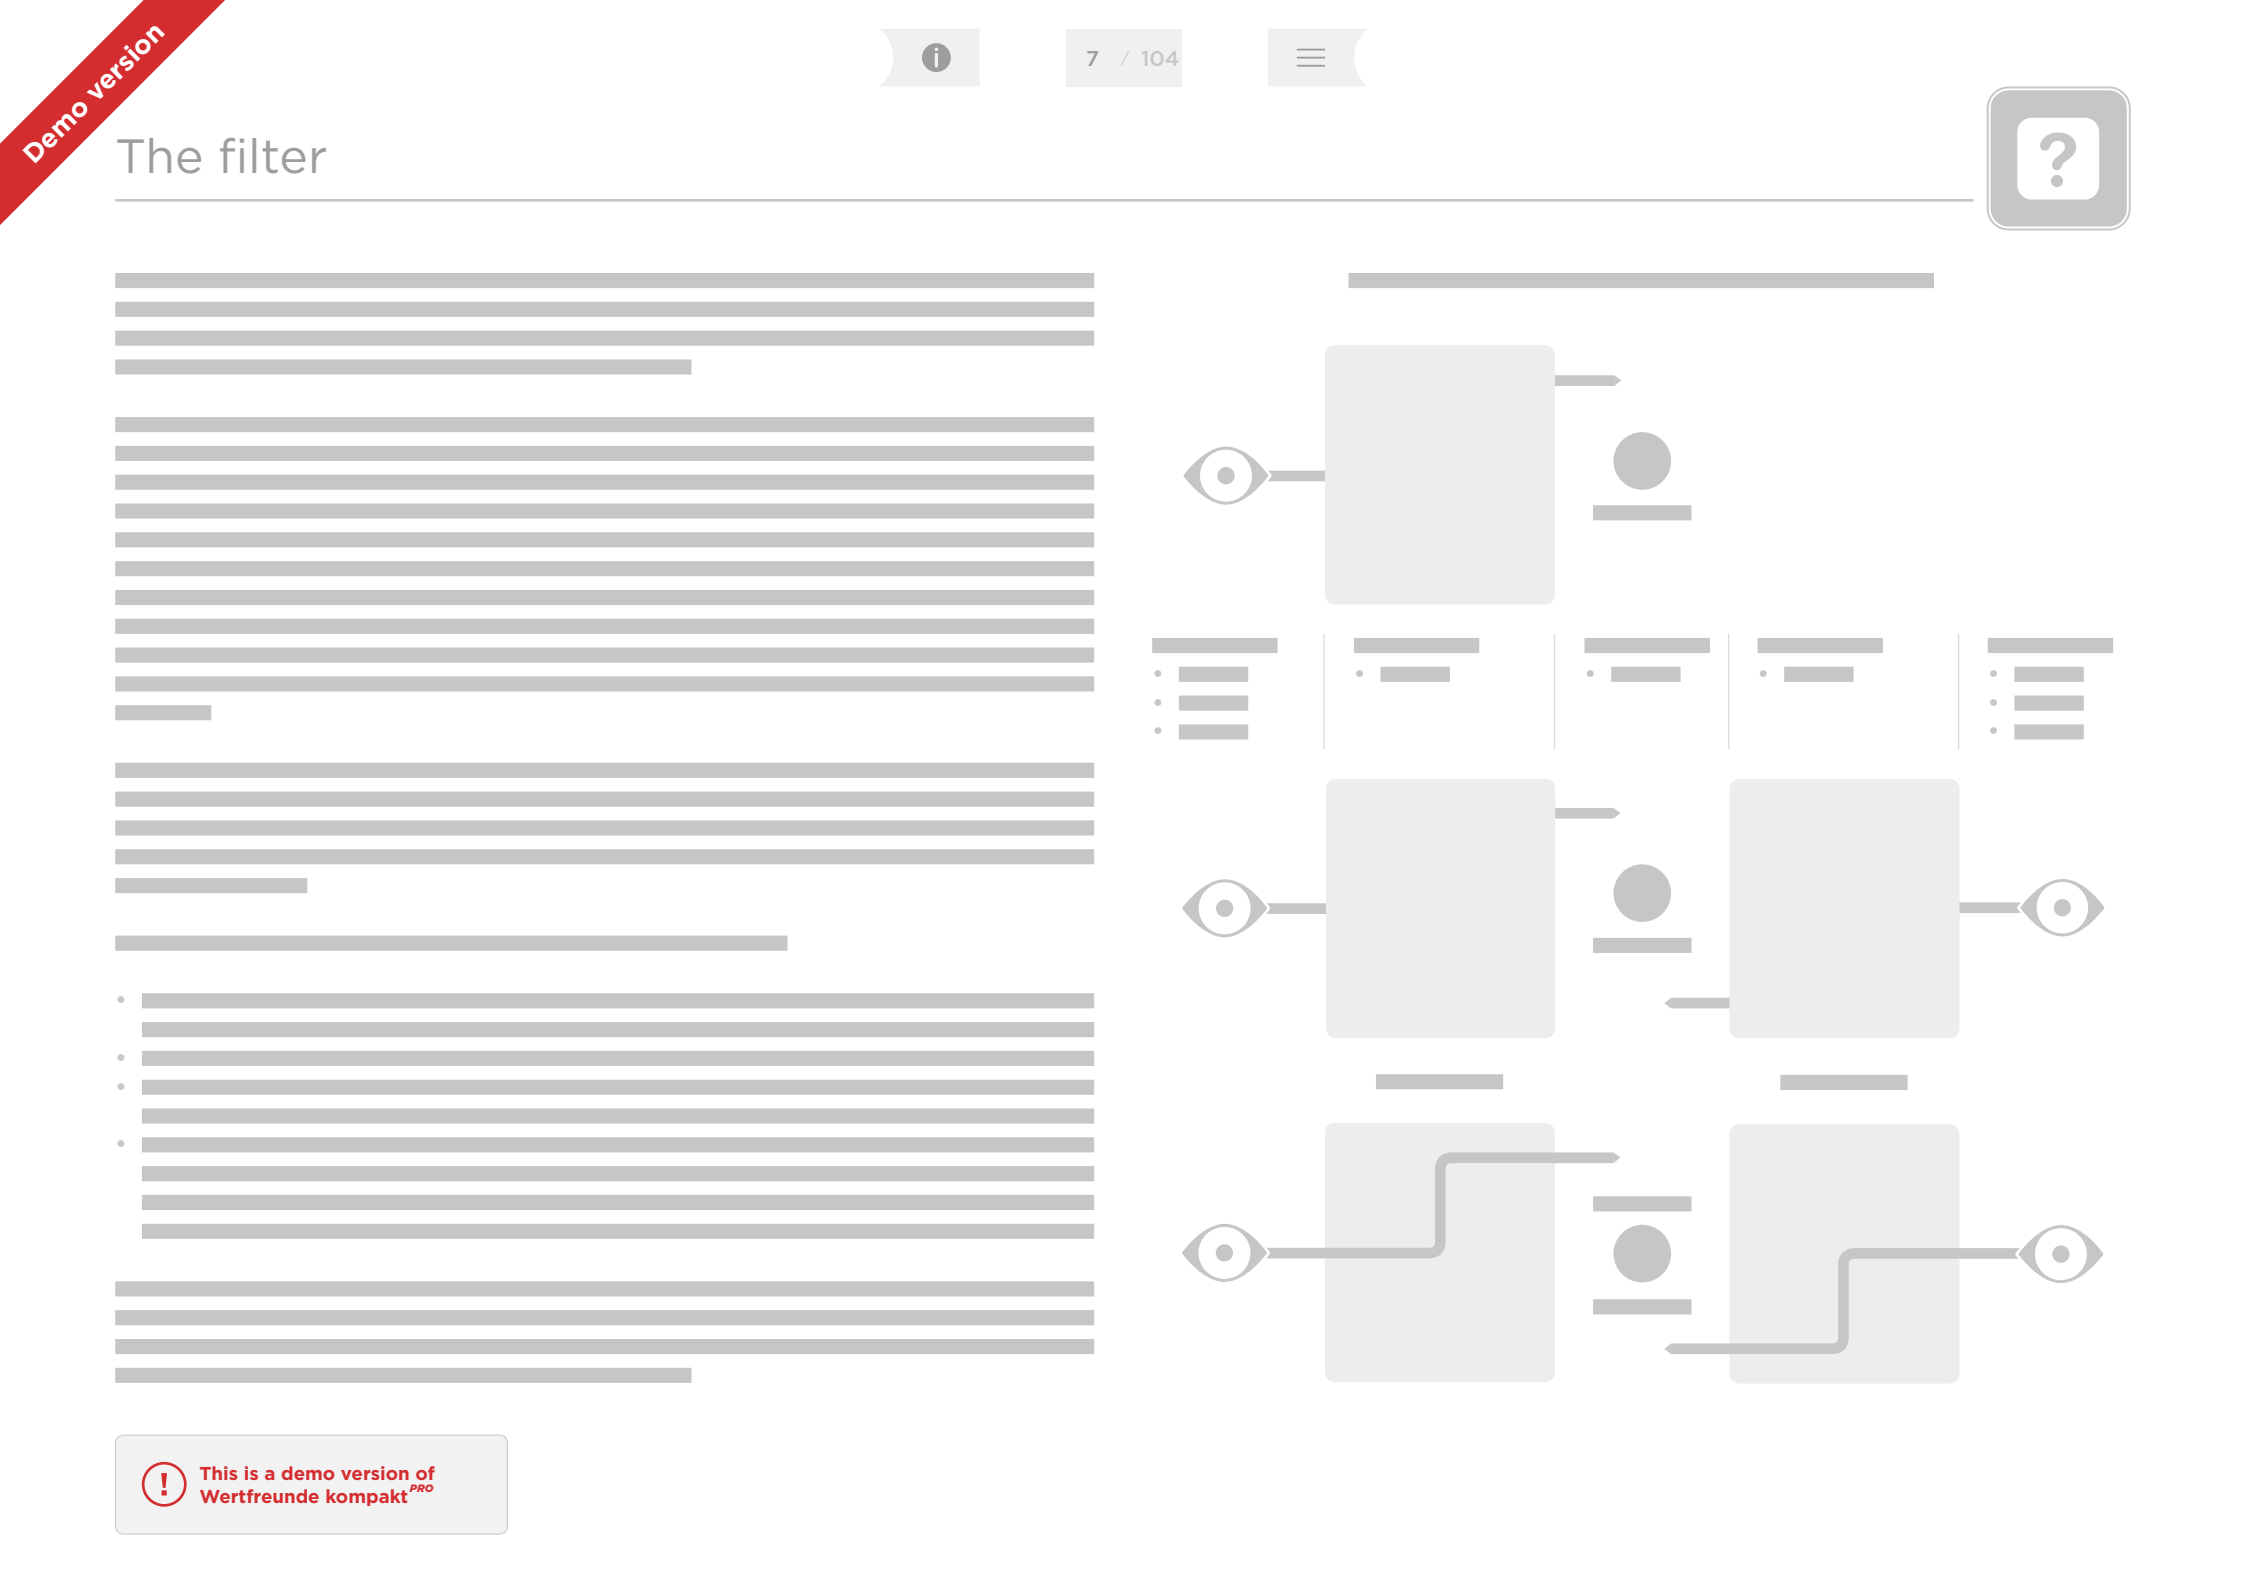 Demo version
7 / 104
The filter
?
This is a demo version of
Wertfreunde kompakt PRO